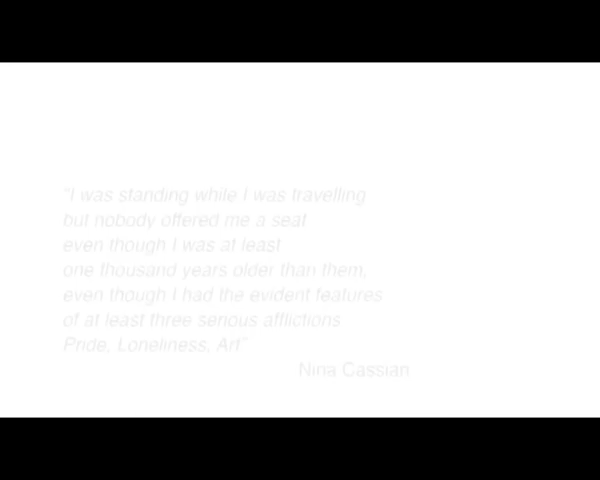 "I was standing while I was travelling
but nobody offered me a seat
even though I was at least
one thousand years older than them,
even though I had the evident features
of at least three serious afflictions
Pride, Loneliness, Art"
Nina Cassian